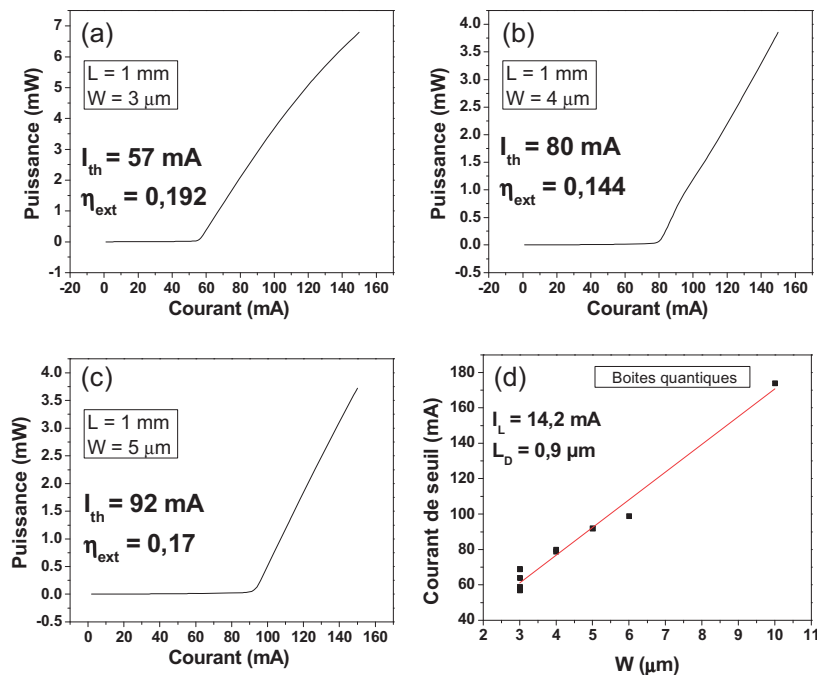 (a)
L = 1 mm
W = 3 μm
I_th = 57 mA
η_ext = 0,192
Puissance (mW)
7
6
5
4
3
2
1
0
-1
-20 0 20 40 60 80 100 120 140 160
Courant (mA)
(b)
L = 1 mm
W = 4 μm
I_th = 80 mA
η_ext = 0,144
Puissance (mW)
4.0
3.5
3.0
2.5
2.0
1.5
1.0
0.5
0.0
-0.5
-20 0 20 40 60 80 100 120 140 160
Courant (mA)
(c)
L = 1 mm
W = 5 μm
I_th = 92 mA
η_ext = 0,17
Puissance (mW)
4.0
3.5
3.0
2.5
2.0
1.5
1.0
0.5
0.0
-0.5
0 20 40 60 80 100 120 140 160
Courant (mA)
(d)
Boites quantiques
I_L = 14,2 mA
L_D = 0,9 μm
Courant de seuil (mA)
180
160
140
120
100
80
60
40
2 3 4 5 6 7 8 9 10 11
W (μm)